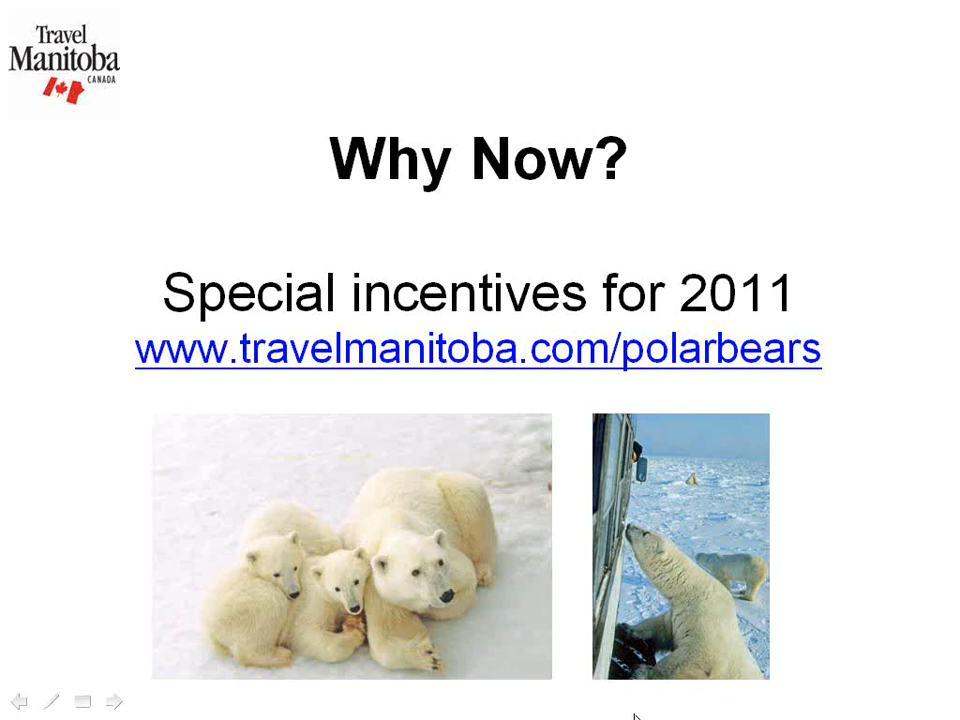 Travel
Manitoba
CANADA
Why Now?
Special incentives for 2011
www.travelmanitoba.com/polarbears